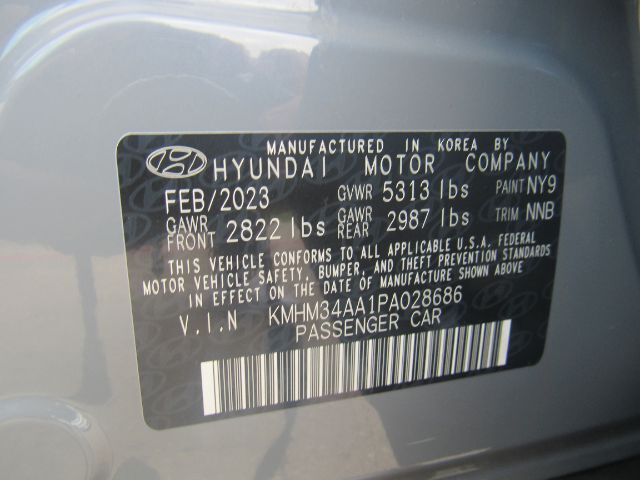 MANUFACTURED IN KOREA BY
HYUNDAI MOTOR COMPANY
FEB/2023 GVWR 5313 lbs PAINT NY9
GAWR FRONT 2822 lbs GAWR REAR 2987 lbs TRIM NNB
THIS VEHICLE CONFORMS TO ALL APPLICABLE U.S.A. FEDERAL
MOTOR VEHICLE SAFETY, BUMPER, AND THEFT PREVENTION STANDARDS
IN EFFECT ON THE DATE OF MANUFACTURE SHOWN ABOVE
V.I.N KMHM34AA1PA028686
PASSENGER CAR